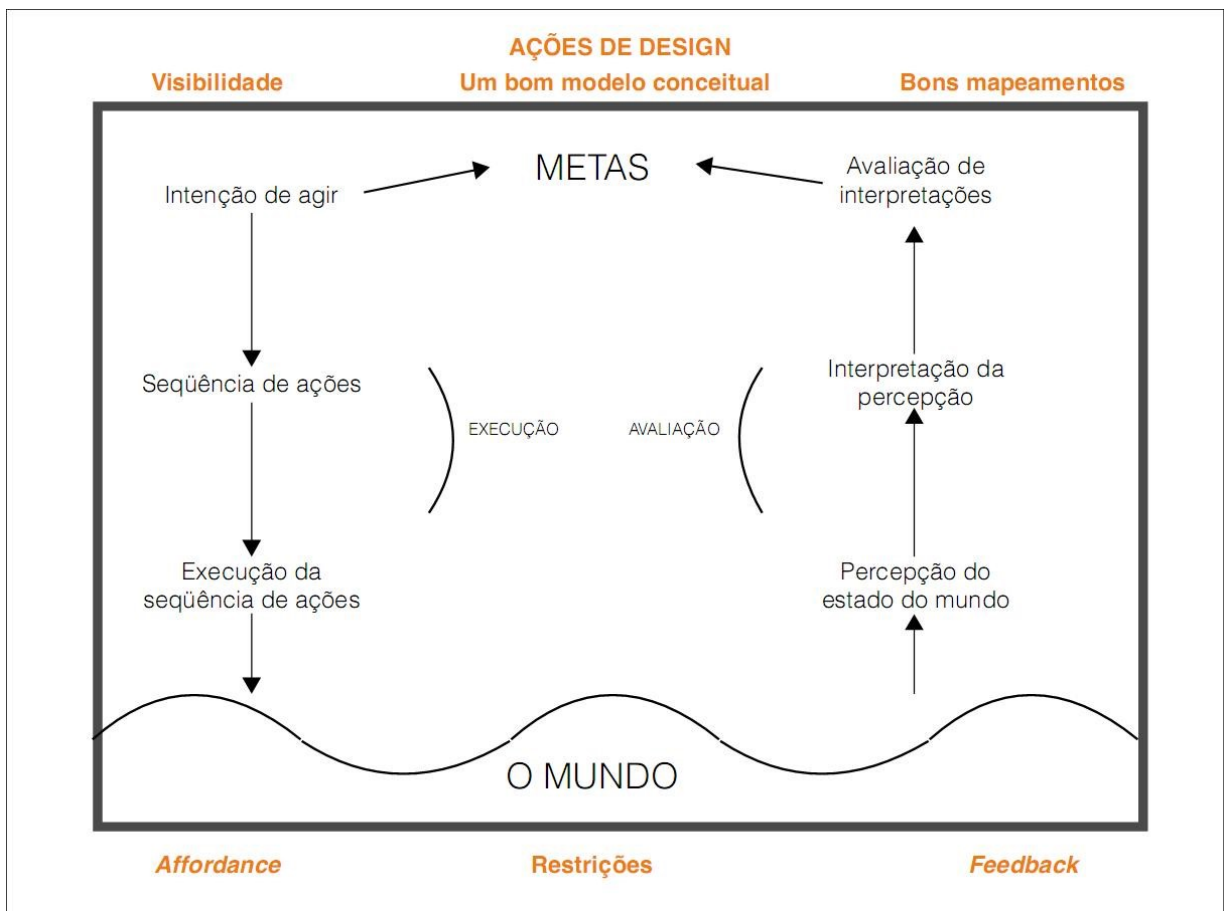 AÇÕES DE DESIGN
Visibilidade
Um bom modelo conceitual
Bons mapeamentos
METAS
Intenção de agir
Avaliação de
interpretações
Seqüência de ações
Interpretação da
percepção
EXECUÇÃO
AVALIAÇÃO
Execução da
seqüência de ações
Percepção do
estado do mundo
O MUNDO
Affordance
Restrições
Feedback